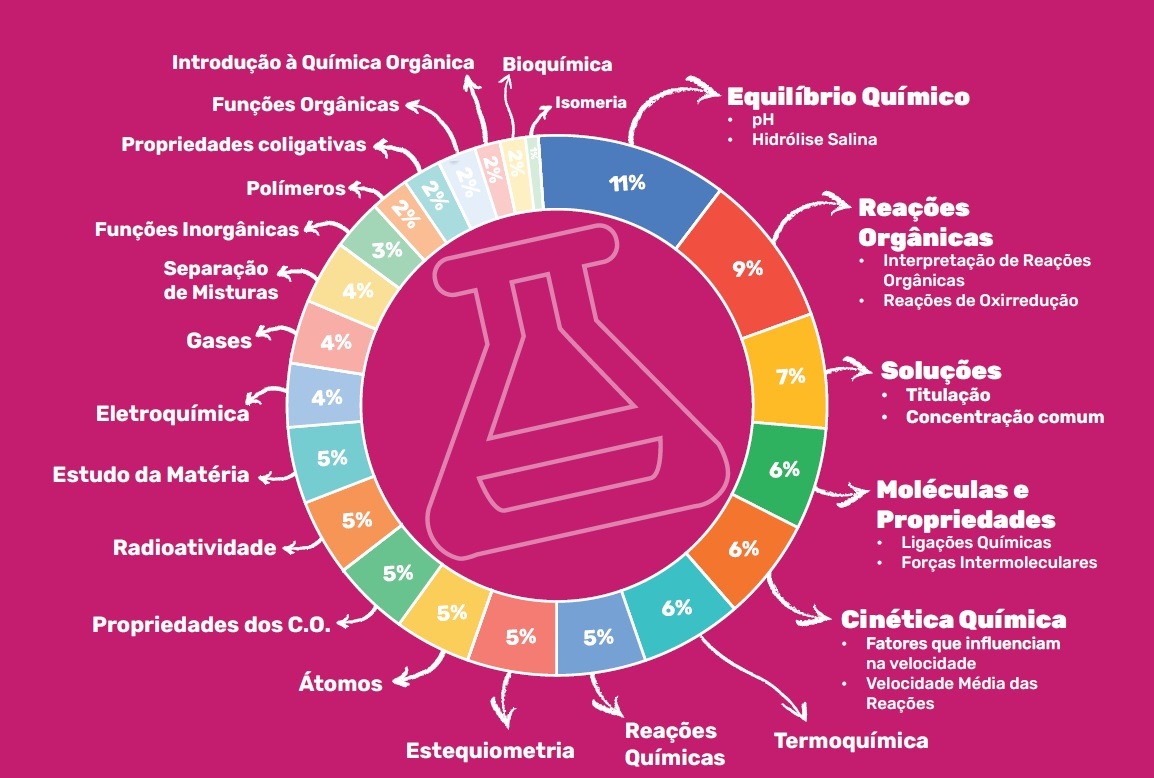 Introdução à Química Orgânica
Bioquímica
Funções Orgânicas
Isomeria
Propriedades coligativas
Polímeros
Funções Inorgânicas
Separação
de Misturas
Gases
Eletroquímica
Estudo da Matéria
Radioatividade
Propriedades dos C.O.
Átomos
Estequiometria
Reações
Químicas
Termoquímica
Equilíbrio Químico
• pH
• Hidrólise Salina
Reações
Orgânicas
• Interpretação de Reações
Orgânicas
• Reações de Oxirredução
Soluções
• Titulação
• Concentração comum
Moléculas e
Propriedades
• Ligações Químicas
• Forças Intermoleculares
Cinética Química
• Fatores que influenciam
na velocidade
• Velocidade Média das
Reações
11%
9%
7%
6%
6%
6%
5%
5%
5%
5%
5%
5%
4%
4%
4%
3%
2%
2%
2%
2%
2%